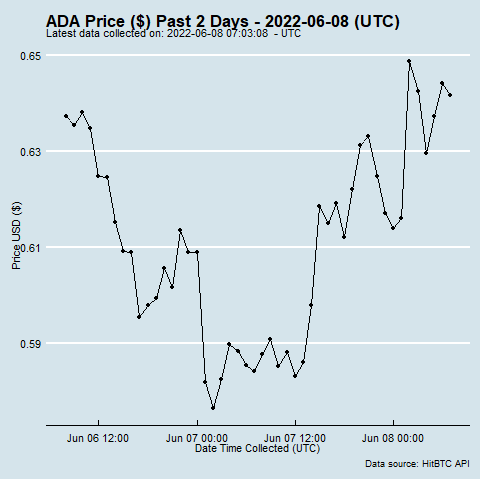 ADA Price ($) Past 2 Days - 2022-06-08 (UTC)
Latest data collected on: 2022-06-08 07:03:08  - UTC
0.65
0.63
0.61
0.59
Price USD ($)
Jun 06 12:00
Jun 07 00:00
Jun 07 12:00
Jun 08 00:00
Date Time Collected (UTC)
Data source: HitBTC API